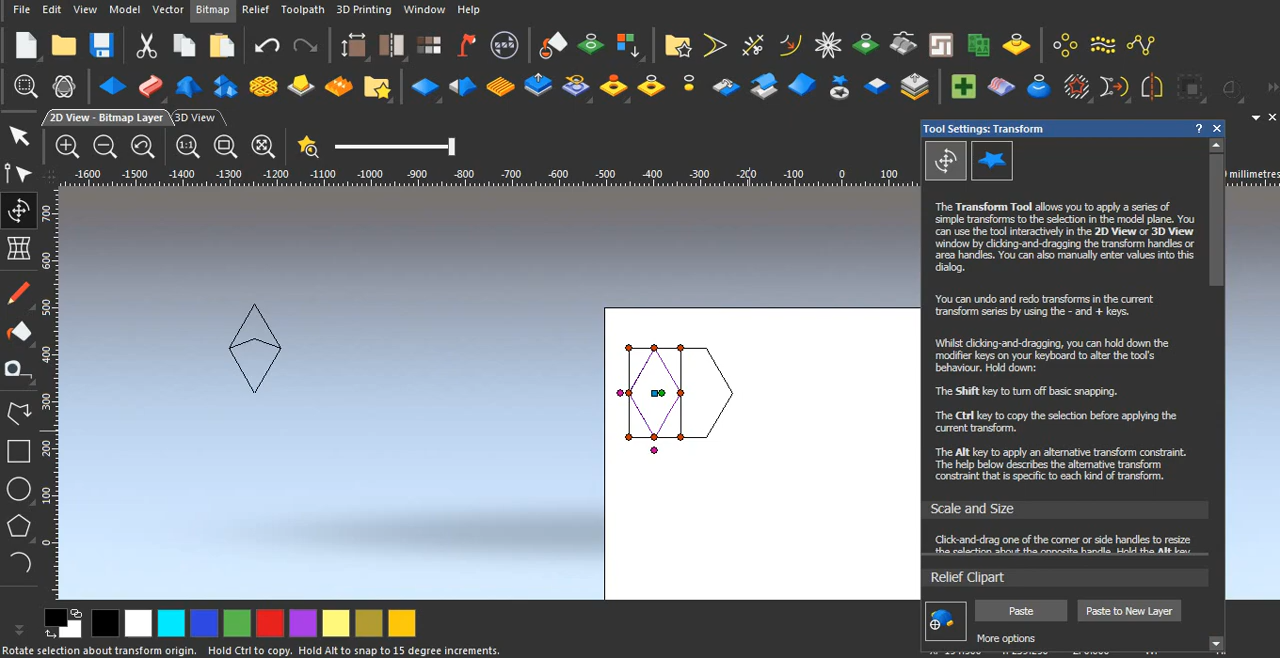 File Edit View Model Vector Bitmap Relief Toolpath 3D Printing Window Help
2D View - Bitmap Layer 3D View
Tool Settings: Transform ? ×
1:1
-1600 -1500 -1400 -1300 -1200 -1100 -1000 -900 -800 -700 -600 -500 -400 -300 -200 -100 0 100 millimetres
700
600
500
400
300
200
100
0
The Transform Tool allows you to apply a series of
simple transforms to the selection in the model plane. You
can use the tool interactively in the 2D View or 3D View
window by clicking-and-dragging the transform handles or
area handles. You can also manually enter values into this
dialog.
You can undo and redo transforms in the current
transform series by using the - and + keys.
Whilst clicking-and-dragging, you can hold down the
modifier keys on your keyboard to alter the tool's
behaviour. Hold down:
The Shift key to turn off basic snapping.
The Ctrl key to copy the selection before applying the
current transform.
The Alt key to apply an alternative transform constraint.
The help below describes the alternative transform
constraint that is specific to each kind of transform.
Scale and Size
Click-and-drag one of the corner or side handles to resize
the selection about the opposite handle. Hold the Alt key
Relief Clipart
Paste Paste to New Layer
More options
Rotate selection about transform origin. Hold Ctrl to copy. Hold Alt to snap to 15 degree increments.